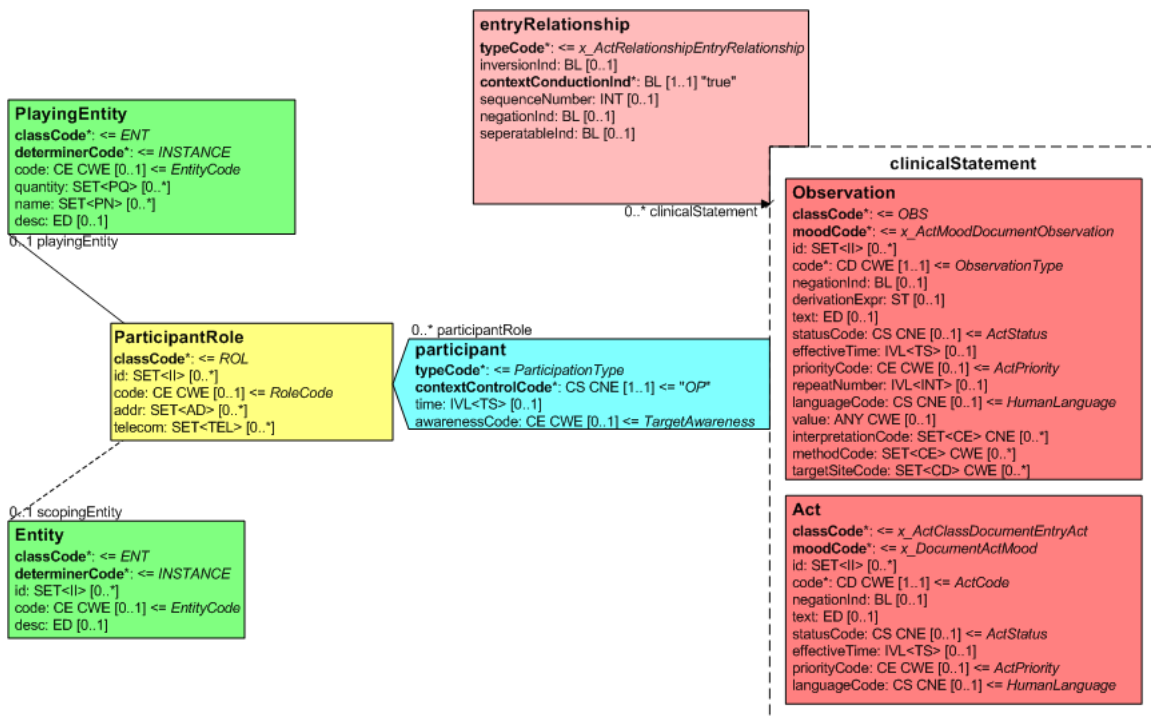 entryRelationship
typeCode*: <= x_ActRelationshipEntryRelationship
inversionInd: BL [0..1]
contextConductionInd*: BL [1..1] "true"
sequenceNumber: INT [0..1]
negationInd: BL [0..1]
seperatableInd: BL [0..1]
0..* clinicalStatement
PlayingEntity
classCode*: <= ENT
determinerCode*: <= INSTANCE
code: CE CWE [0..1] <= EntityCode
quantity: SET<PQ> [0..*]
name: SET<PN> [0..*]
desc: ED [0..1]
0..1 playingEntity
ParticipantRole
classCode*: <= ROL
id: SET<II> [0..*]
code: CE CWE [0..1] <= RoleCode
addr: SET<AD> [0..*]
telecom: SET<TEL> [0..*]
0..* participantRole
participant
typeCode*: <= ParticipationType
contextControlCode*: CS CNE [1..1] <= "OP"
time: IVL<TS> [0..1]
awarenessCode: CE CWE [0..1] <= TargetAwareness
0..1 scopingEntity
Entity
classCode*: <= ENT
determinerCode*: <= INSTANCE
id: SET<II> [0..*]
code: CE CWE [0..1] <= EntityCode
desc: ED [0..1]
clinicalStatement
Observation
classCode*: <= OBS
moodCode*: <= x_ActMoodDocumentObservation
id: SET<II> [0..*]
code*: CD CWE [1..1] <= ObservationType
negationInd: BL [0..1]
derivationExpr: ST [0..1]
text: ED [0..1]
statusCode: CS CNE [0..1] <= ActStatus
effectiveTime: IVL<TS> [0..1]
priorityCode: CE CWE [0..1] <= ActPriority
repeatNumber: IVL<INT> [0..1]
languageCode: CS CNE [0..1] <= HumanLanguage
value: ANY CWE [0..1]
interpretationCode: SET<CE> CNE [0..*]
methodCode: SET<CE> CWE [0..*]
targetSiteCode: SET<CD> CWE [0..*]
Act
classCode*: <= x_ActClassDocumentEntryAct
moodCode*: <= x_DocumentActMood
id: SET<II> [0..*]
code*: CD CWE [1..1] <= ActCode
negationInd: BL [0..1]
text: ED [0..1]
statusCode: CS CNE [0..1] <= ActStatus
effectiveTime: IVL<TS> [0..1]
priorityCode: CE CWE [0..1] <= ActPriority
languageCode: CS CNE [0..1] <= HumanLanguage